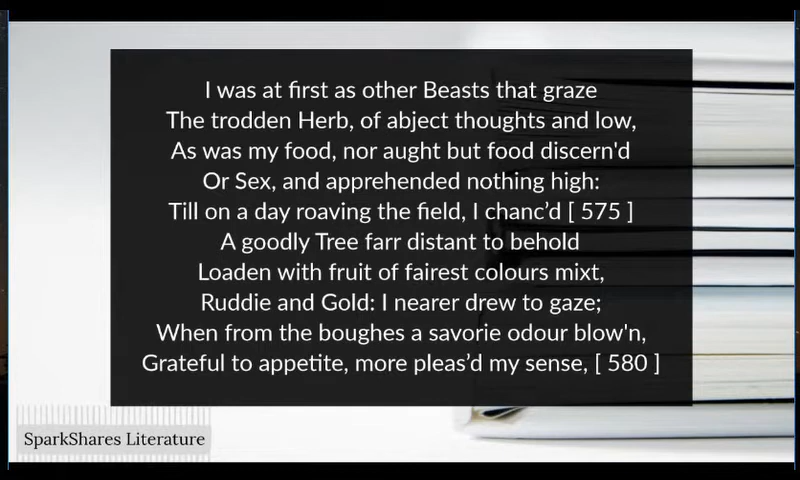 I was at first as other Beasts that graze
The trodden Herb, of abject thoughts and low,
As was my food, nor aught but food discern'd
Or Sex, and apprehended nothing high:
Till on a day roaving the field, I chanc’d [ 575 ]
A goodly Tree farr distant to behold
Loaden with fruit of fairest colours mixt,
Ruddie and Gold: I nearer drew to gaze;
When from the boughes a savorie odour blow'n,
Grateful to appetite, more pleas’d my sense, [ 580 ]
SparkShares Literature